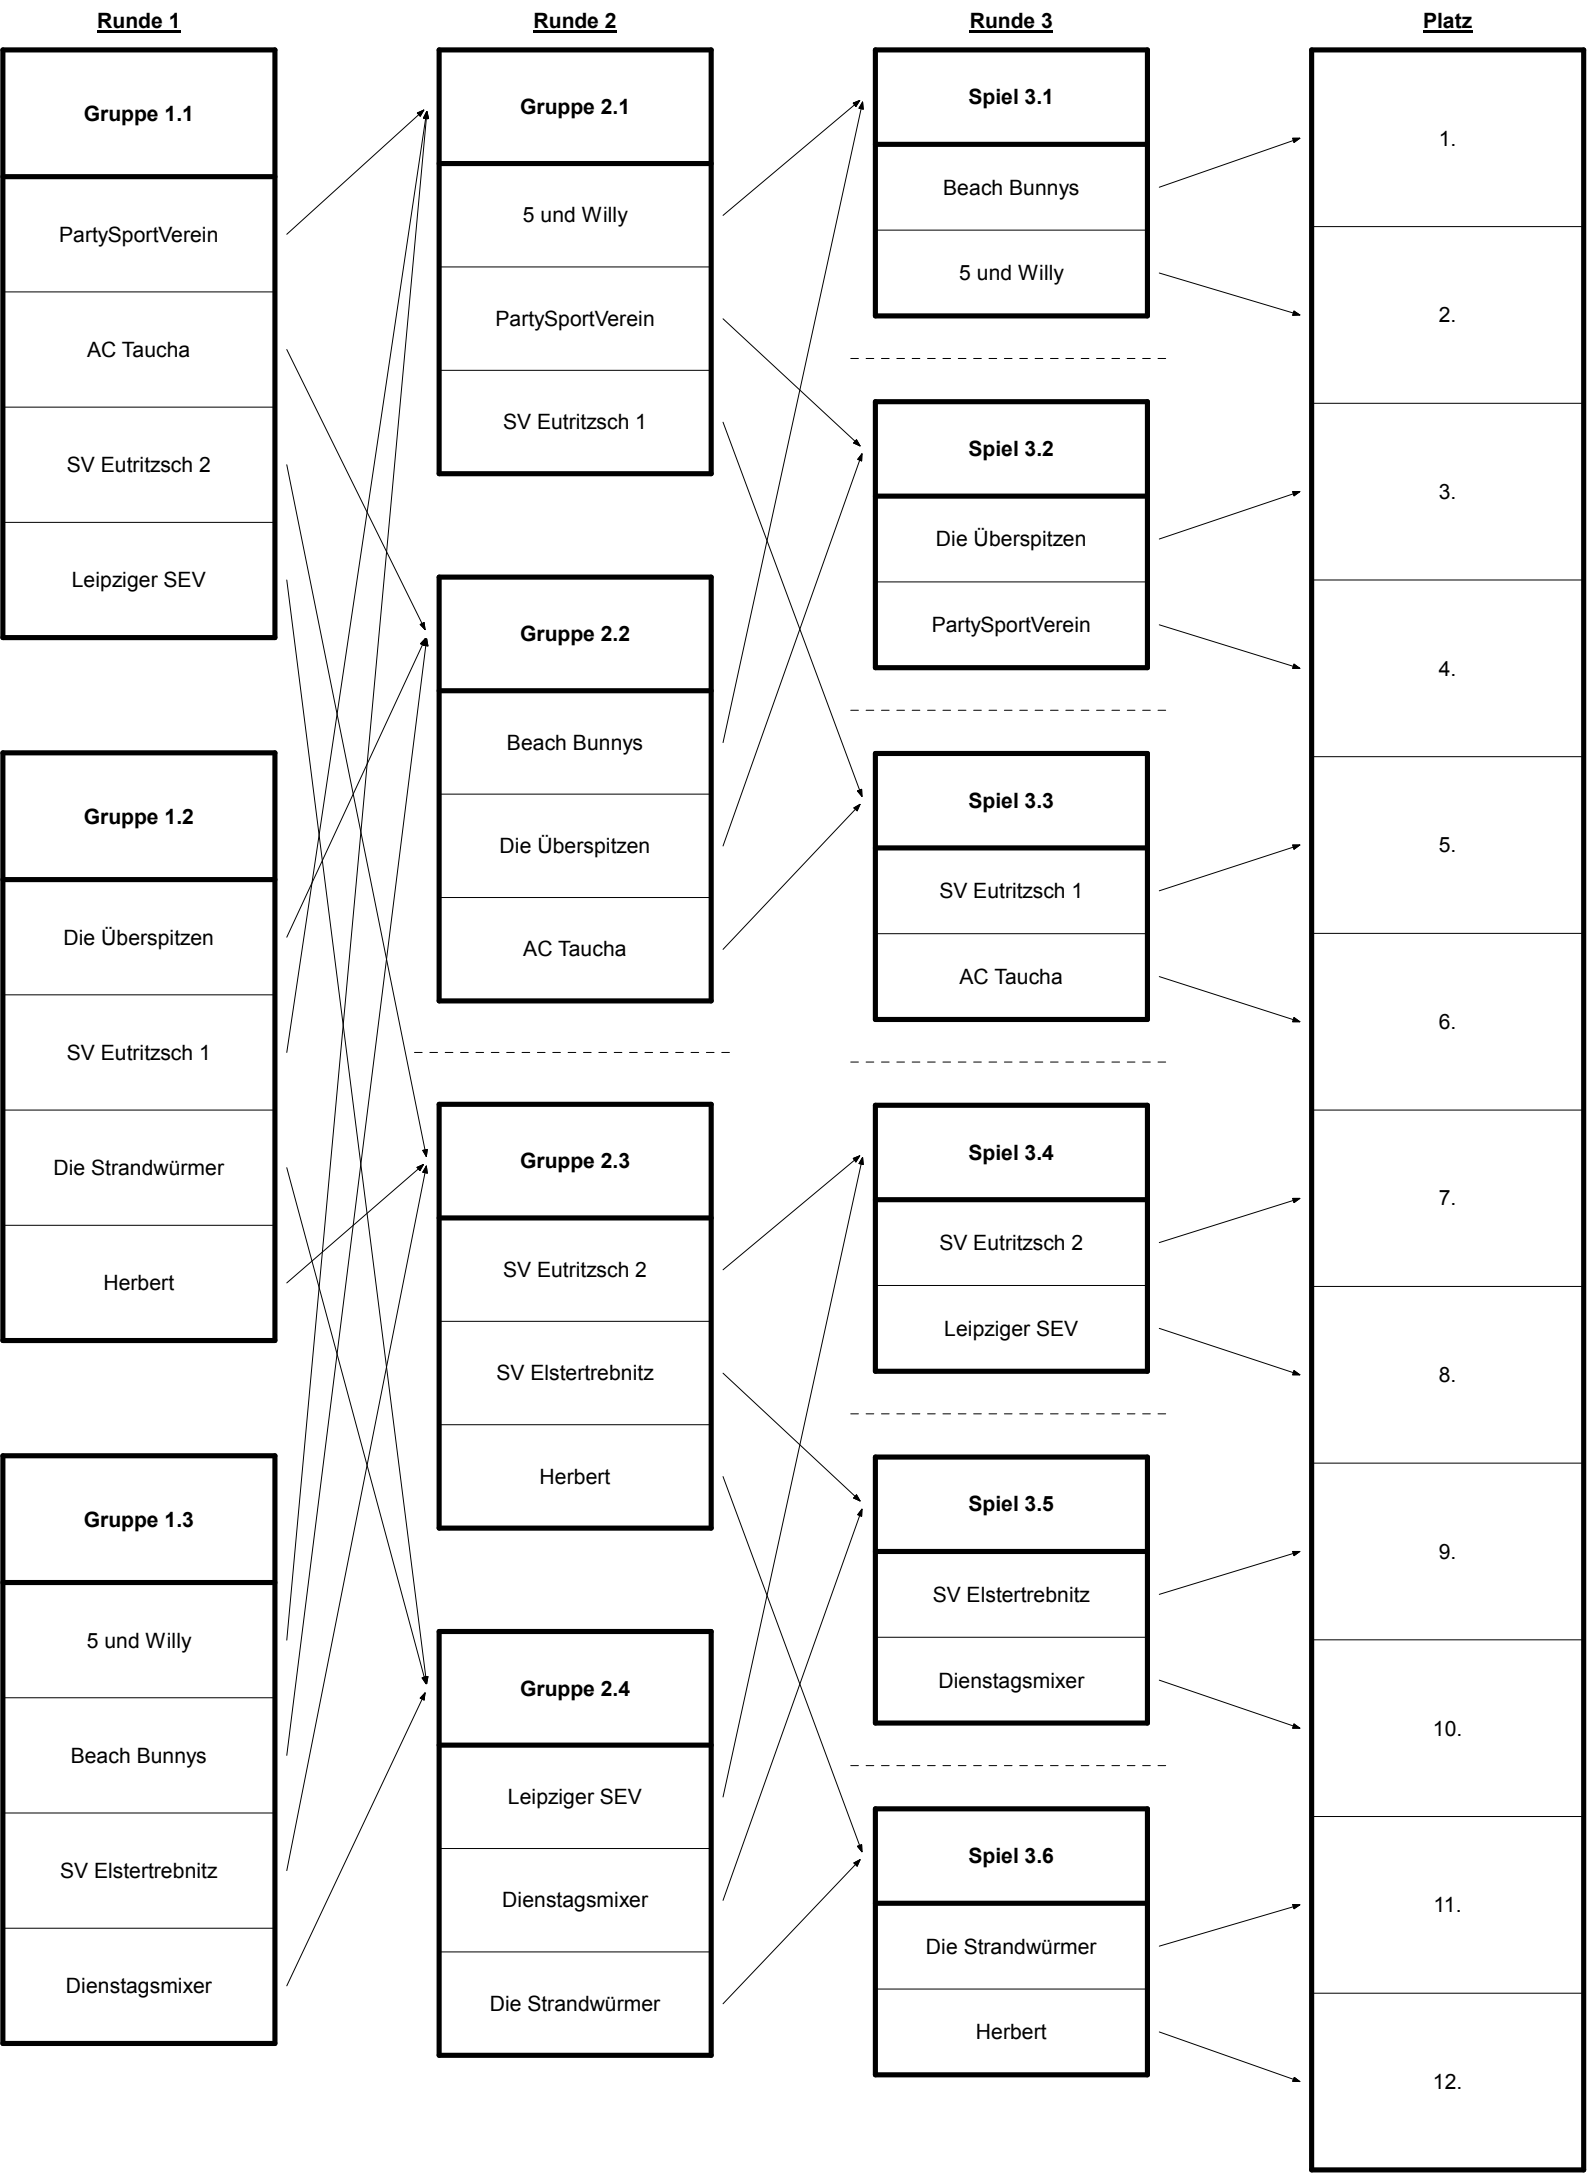 Runde 1
Gruppe 1.1
PartySportVerein
AC Taucha
SV Eutritzsch 2
Leipziger SEV
Gruppe 1.2
Die Überspitzen
SV Eutritzsch 1
Die Strandwürmer
Herbert
Gruppe 1.3
5 und Willy
Beach Bunnys
SV Elstertrebnitz
Dienstagsmixer
Runde 2
Gruppe 2.1
5 und Willy
PartySportVerein
SV Eutritzsch 1
Gruppe 2.2
Beach Bunnys
Die Überspitzen
AC Taucha
Gruppe 2.3
SV Eutritzsch 2
SV Elstertrebnitz
Herbert
Gruppe 2.4
Leipziger SEV
Dienstagsmixer
Die Strandwürmer
Runde 3
Spiel 3.1
Beach Bunnys
5 und Willy
Spiel 3.2
Die Überspitzen
PartySportVerein
Spiel 3.3
SV Eutritzsch 1
AC Taucha
Spiel 3.4
SV Eutritzsch 2
Leipziger SEV
Spiel 3.5
SV Elstertrebnitz
Dienstagsmixer
Spiel 3.6
Die Strandwürmer
Herbert
Platz
1.
2.
3.
4.
5.
6.
7.
8.
9.
10.
11.
12.